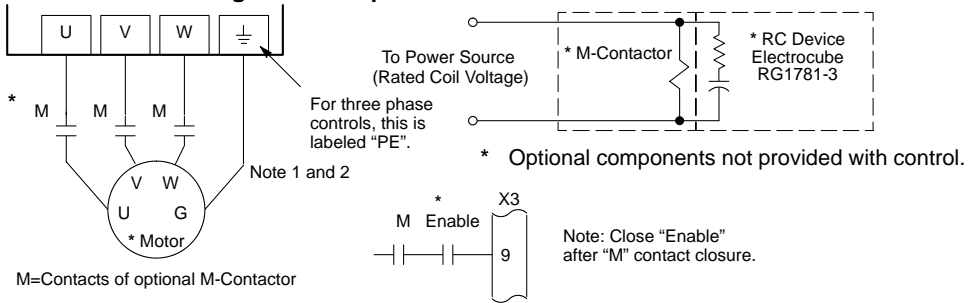 U V W
* M M M
For three phase
controls, this is
labeled “PE”.
Note 1 and 2
V W
U G
* Motor
M=Contacts of optional M-Contactor
To Power Source
(Rated Coil Voltage)
* M-Contactor
* RC Device
Electrocube
RG1781-3
* Optional components not provided with control.
* X3
M Enable
9
Note: Close “Enable”
after “M” contact closure.